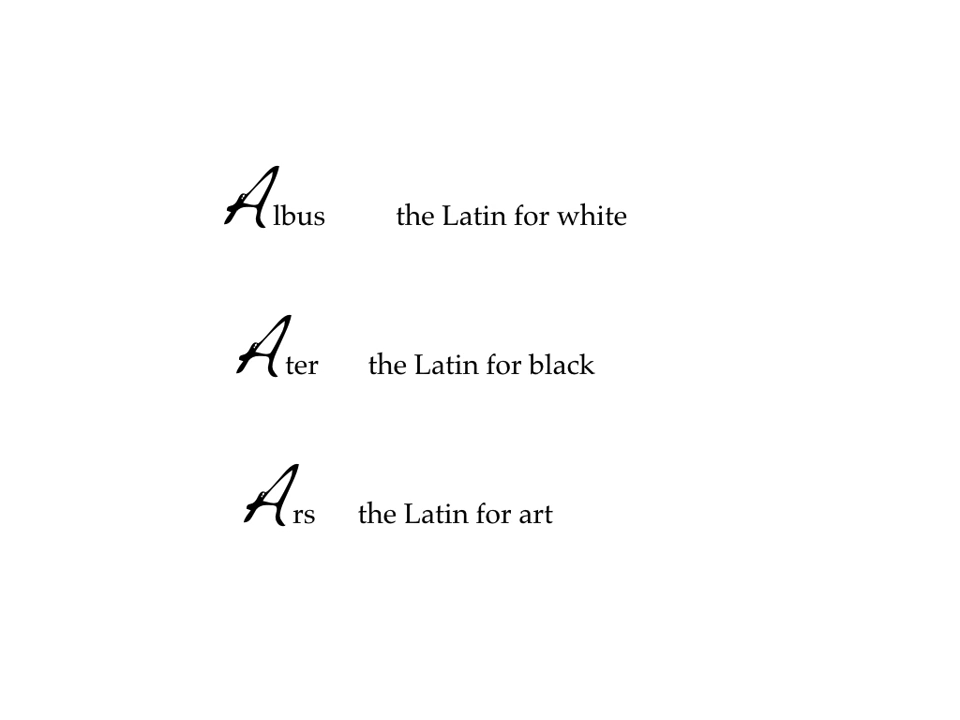 Albus the Latin for white
Ater the Latin for black
Ars the Latin for art